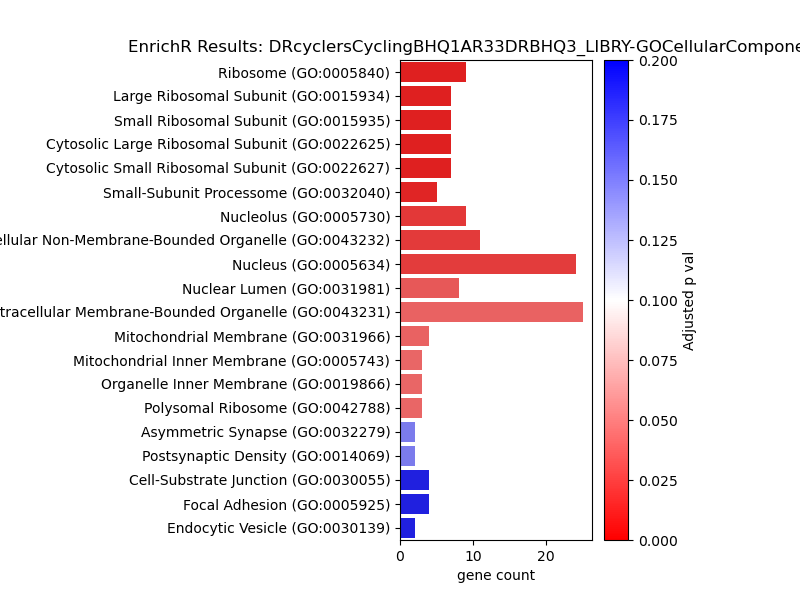 EnrichR Results: DRcyclersCyclingBHQ1AR33DRBHQ3_LIBRY-GOCellularCompone
Ribosome (GO:0005840)
Large Ribosomal Subunit (GO:0015934)
Small Ribosomal Subunit (GO:0015935)
Cytosolic Large Ribosomal Subunit (GO:0022625)
Cytosolic Small Ribosomal Subunit (GO:0022627)
Small-Subunit Processome (GO:0032040)
Nucleolus (GO:0005730)
ellular Non-Membrane-Bounded Organelle (GO:0043232)
Nucleus (GO:0005634)
Nuclear Lumen (GO:0031981)
tracellular Membrane-Bounded Organelle (GO:0043231)
Mitochondrial Membrane (GO:0031966)
Mitochondrial Inner Membrane (GO:0005743)
Organelle Inner Membrane (GO:0019866)
Polysomal Ribosome (GO:0042788)
Asymmetric Synapse (GO:0032279)
Postsynaptic Density (GO:0014069)
Cell-Substrate Junction (GO:0030055)
Focal Adhesion (GO:0005925)
Endocytic Vesicle (GO:0030139)
0 10 20
gene count
0.200
0.175
0.150
0.125
0.100
0.075
0.050
0.025
0.000
Adjusted p val